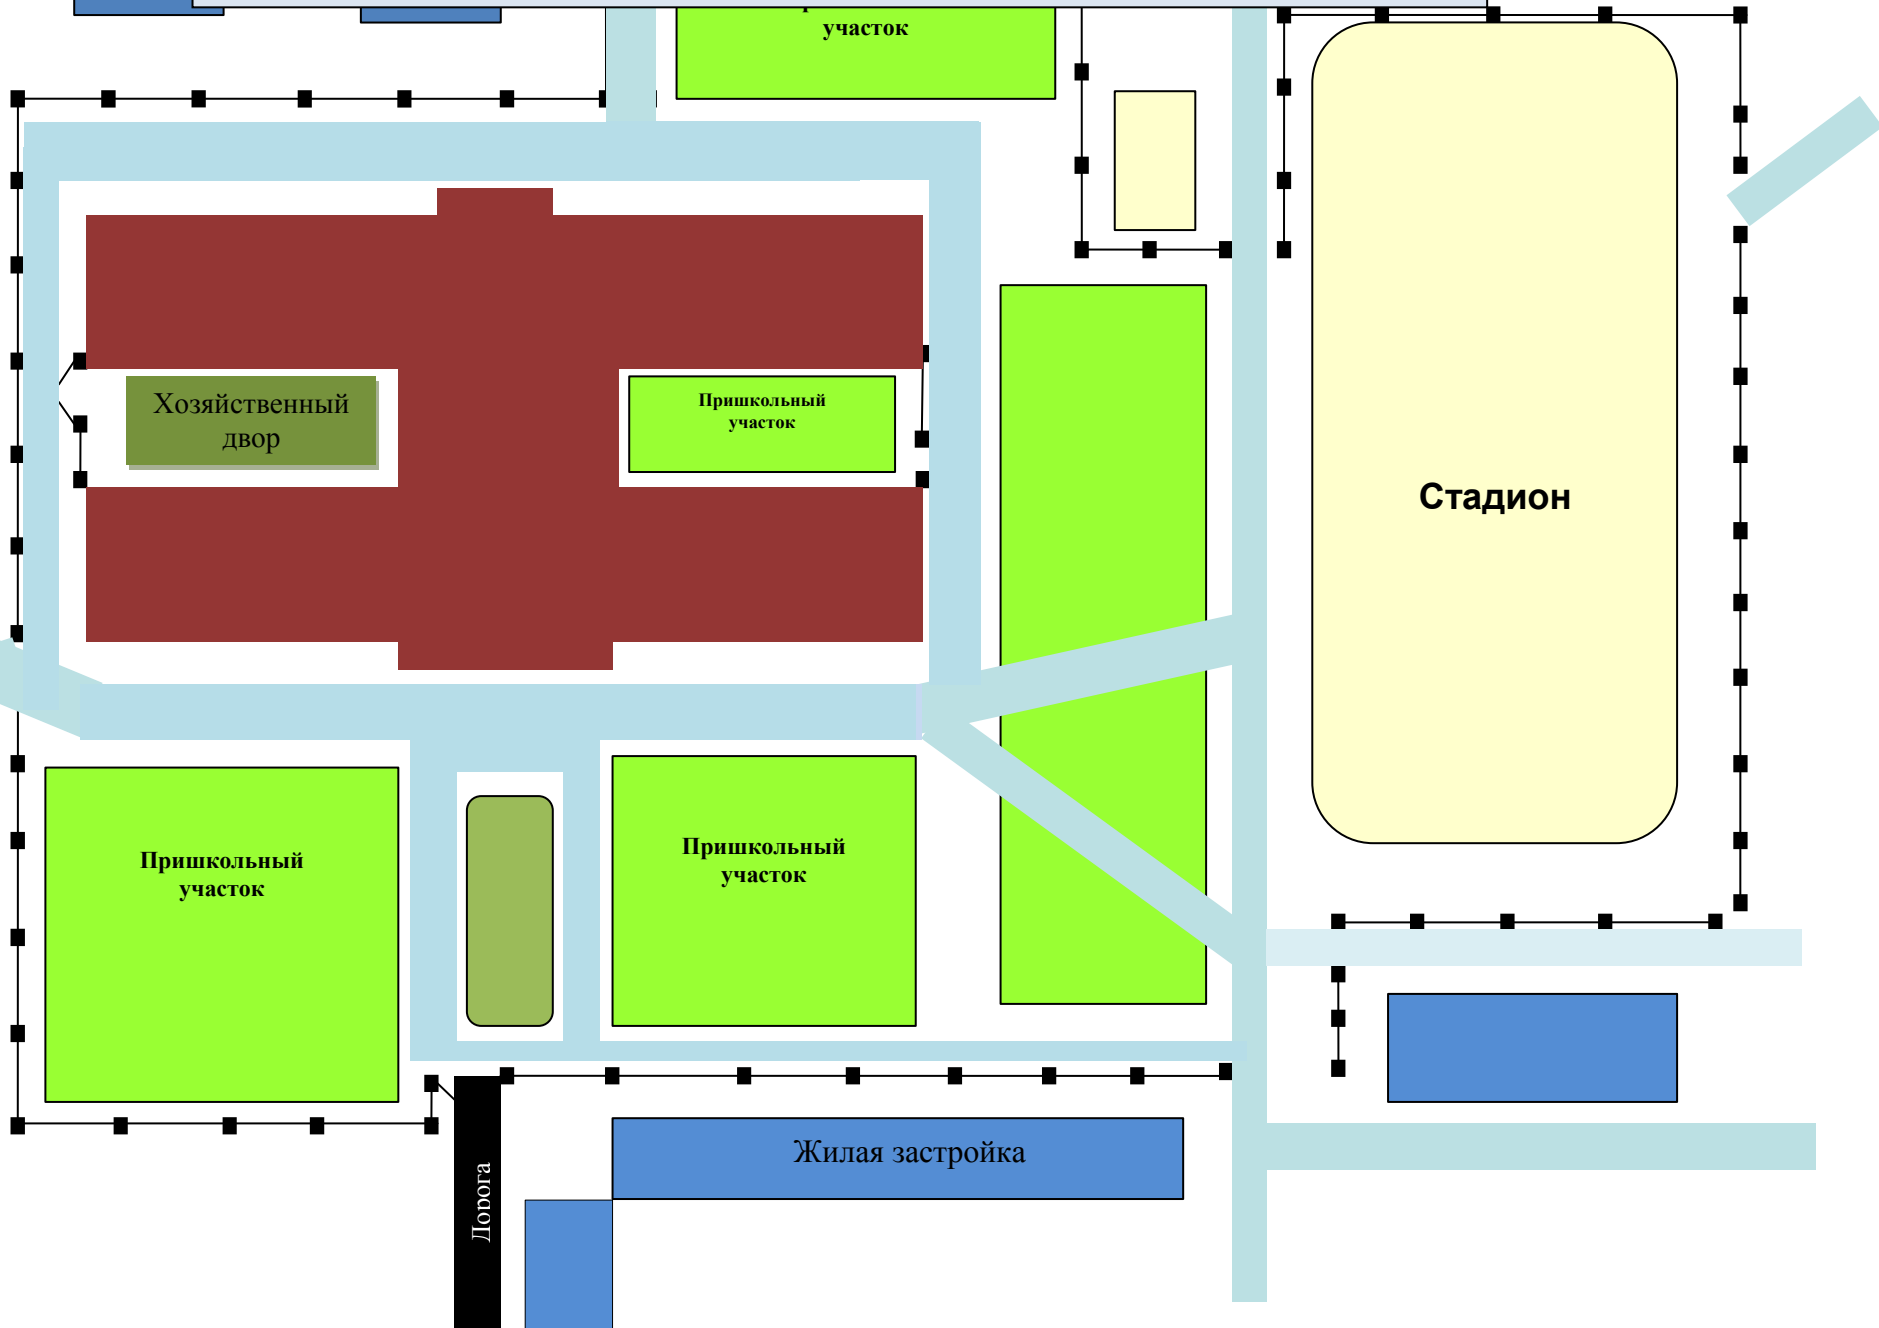 участок
Хозяйственный
двор
Пришкольный
участок
Стадион
Пришкольный
участок
Пришкольный
участок
Жилая застройка
Дорога